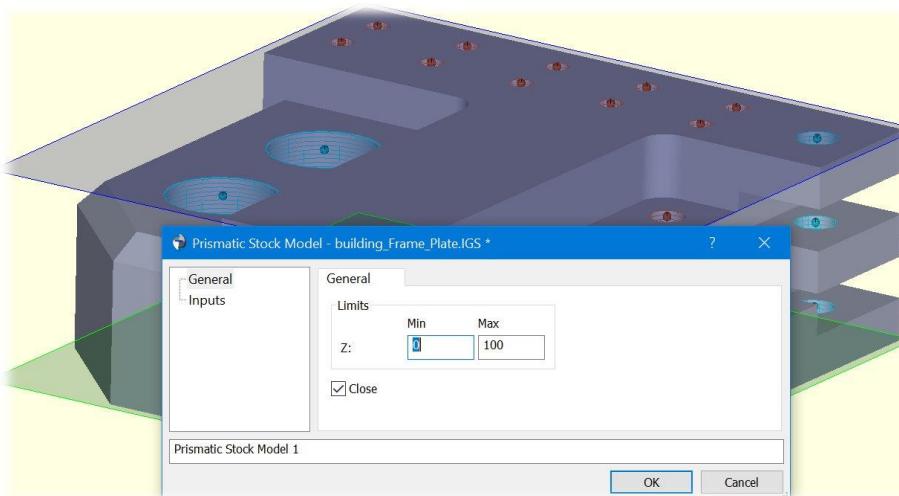 Prismatic Stock Model - building_Frame_Plate.IGS * ?
General
Inputs
General
Limits
Min Max
Z: 0 100
Close
Prismatic Stock Model 1
OK Cancel